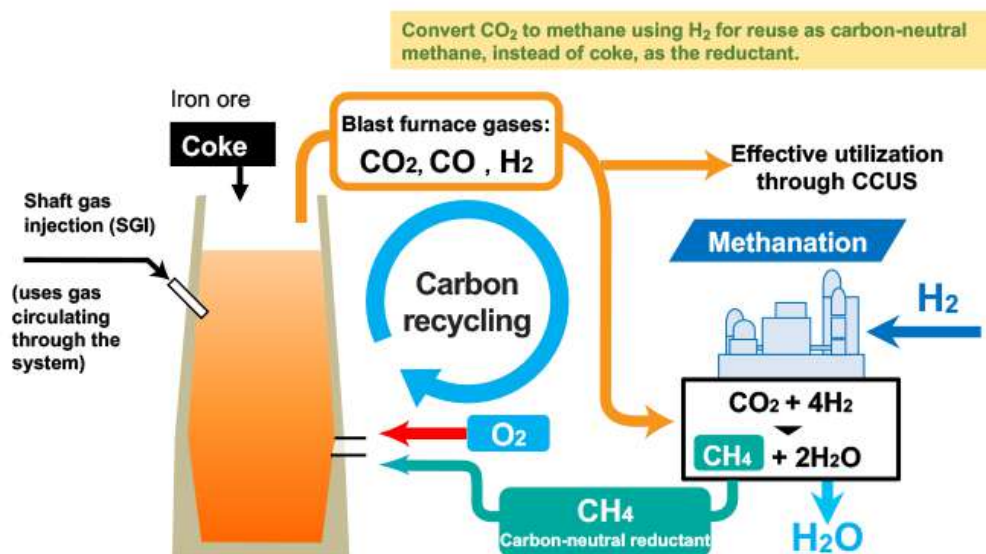 Convert CO₂ to methane using H₂ for reuse as carbon-neutral
methane, instead of coke, as the reductant.
Iron ore
Coke
Blast furnace gases:
CO₂, CO , H₂
Effective utilization
through CCUS
Shaft gas
injection (SGI)
(uses gas
circulating
through the
system)
Carbon
recycling
Methanation
H₂
CO₂ + 4H₂
CH₄ + 2H₂O
O₂
CH₄
Carbon-neutral reductant
H₂O